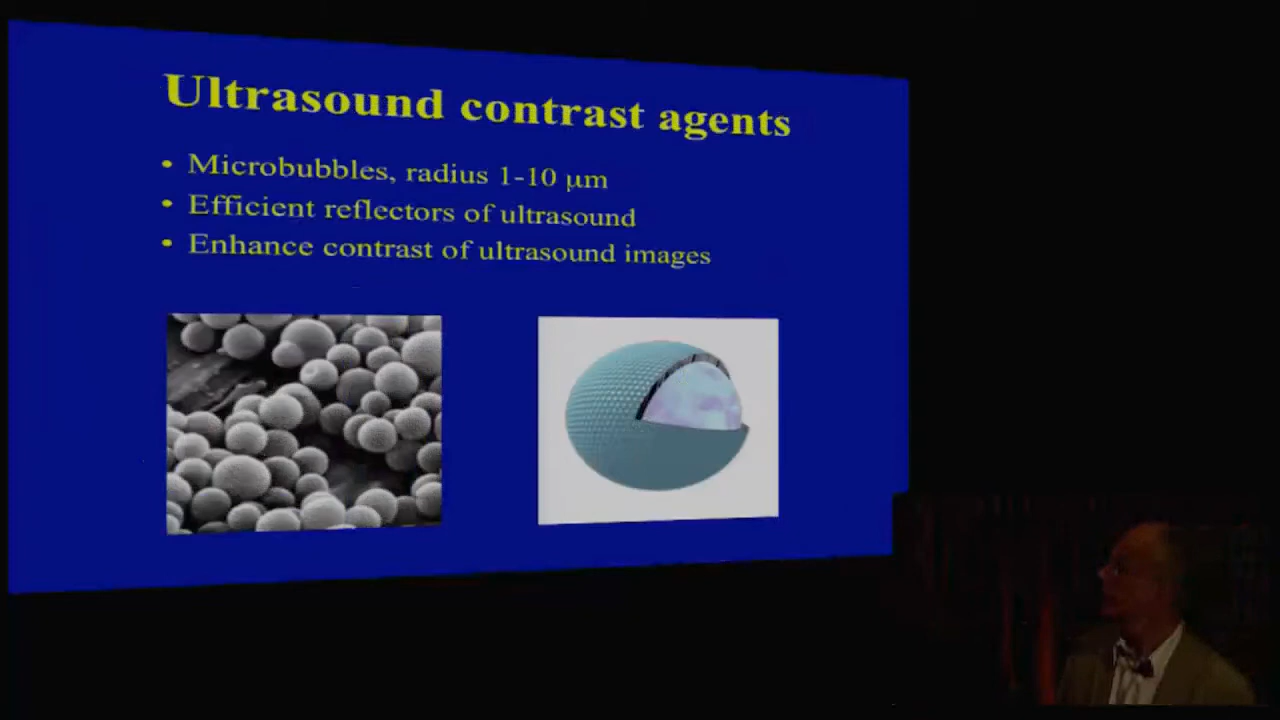 Ultrasound contrast agents
• Microbubbles, radius 1-10 μm
• Efficient reflectors of ultrasound
• Enhance contrast of ultrasound images